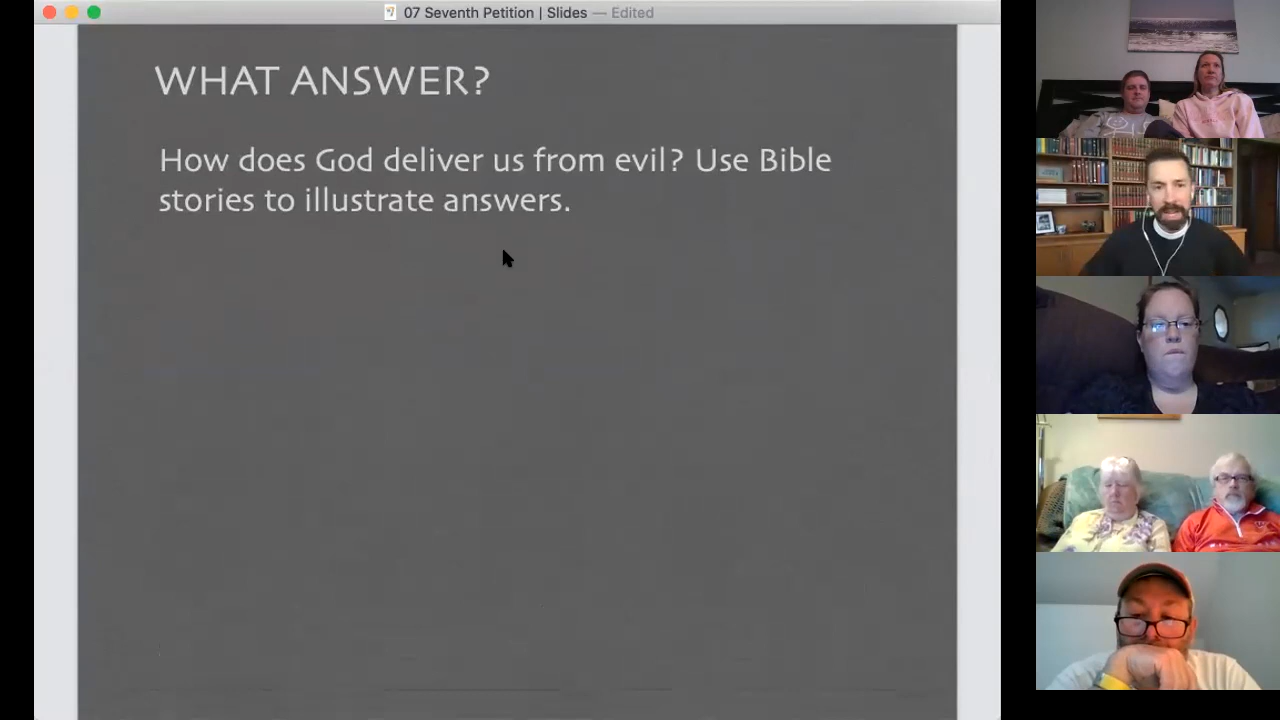 07 Seventh Petition | Slides — Edited
WHAT ANSWER?
How does God deliver us from evil? Use Bible
stories to illustrate answers.